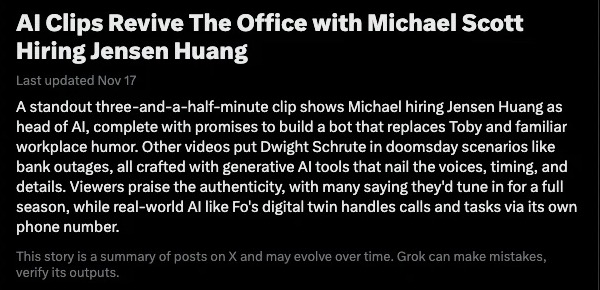 AI Clips Revive The Office with Michael Scott
Hiring Jensen Huang
Last updated Nov 17
A standout three-and-a-half-minute clip shows Michael hiring Jensen Huang as
head of AI, complete with promises to build a bot that replaces Toby and familiar
workplace humor. Other videos put Dwight Schrute in doomsday scenarios like
bank outages, all crafted with generative AI tools that nail the voices, timing, and
details. Viewers praise the authenticity, with many saying they'd tune in for a full
season, while real-world AI like Fo's digital twin handles calls and tasks via its own
phone number.
This story is a summary of posts on X and may evolve over time. Grok can make mistakes,
verify its outputs.